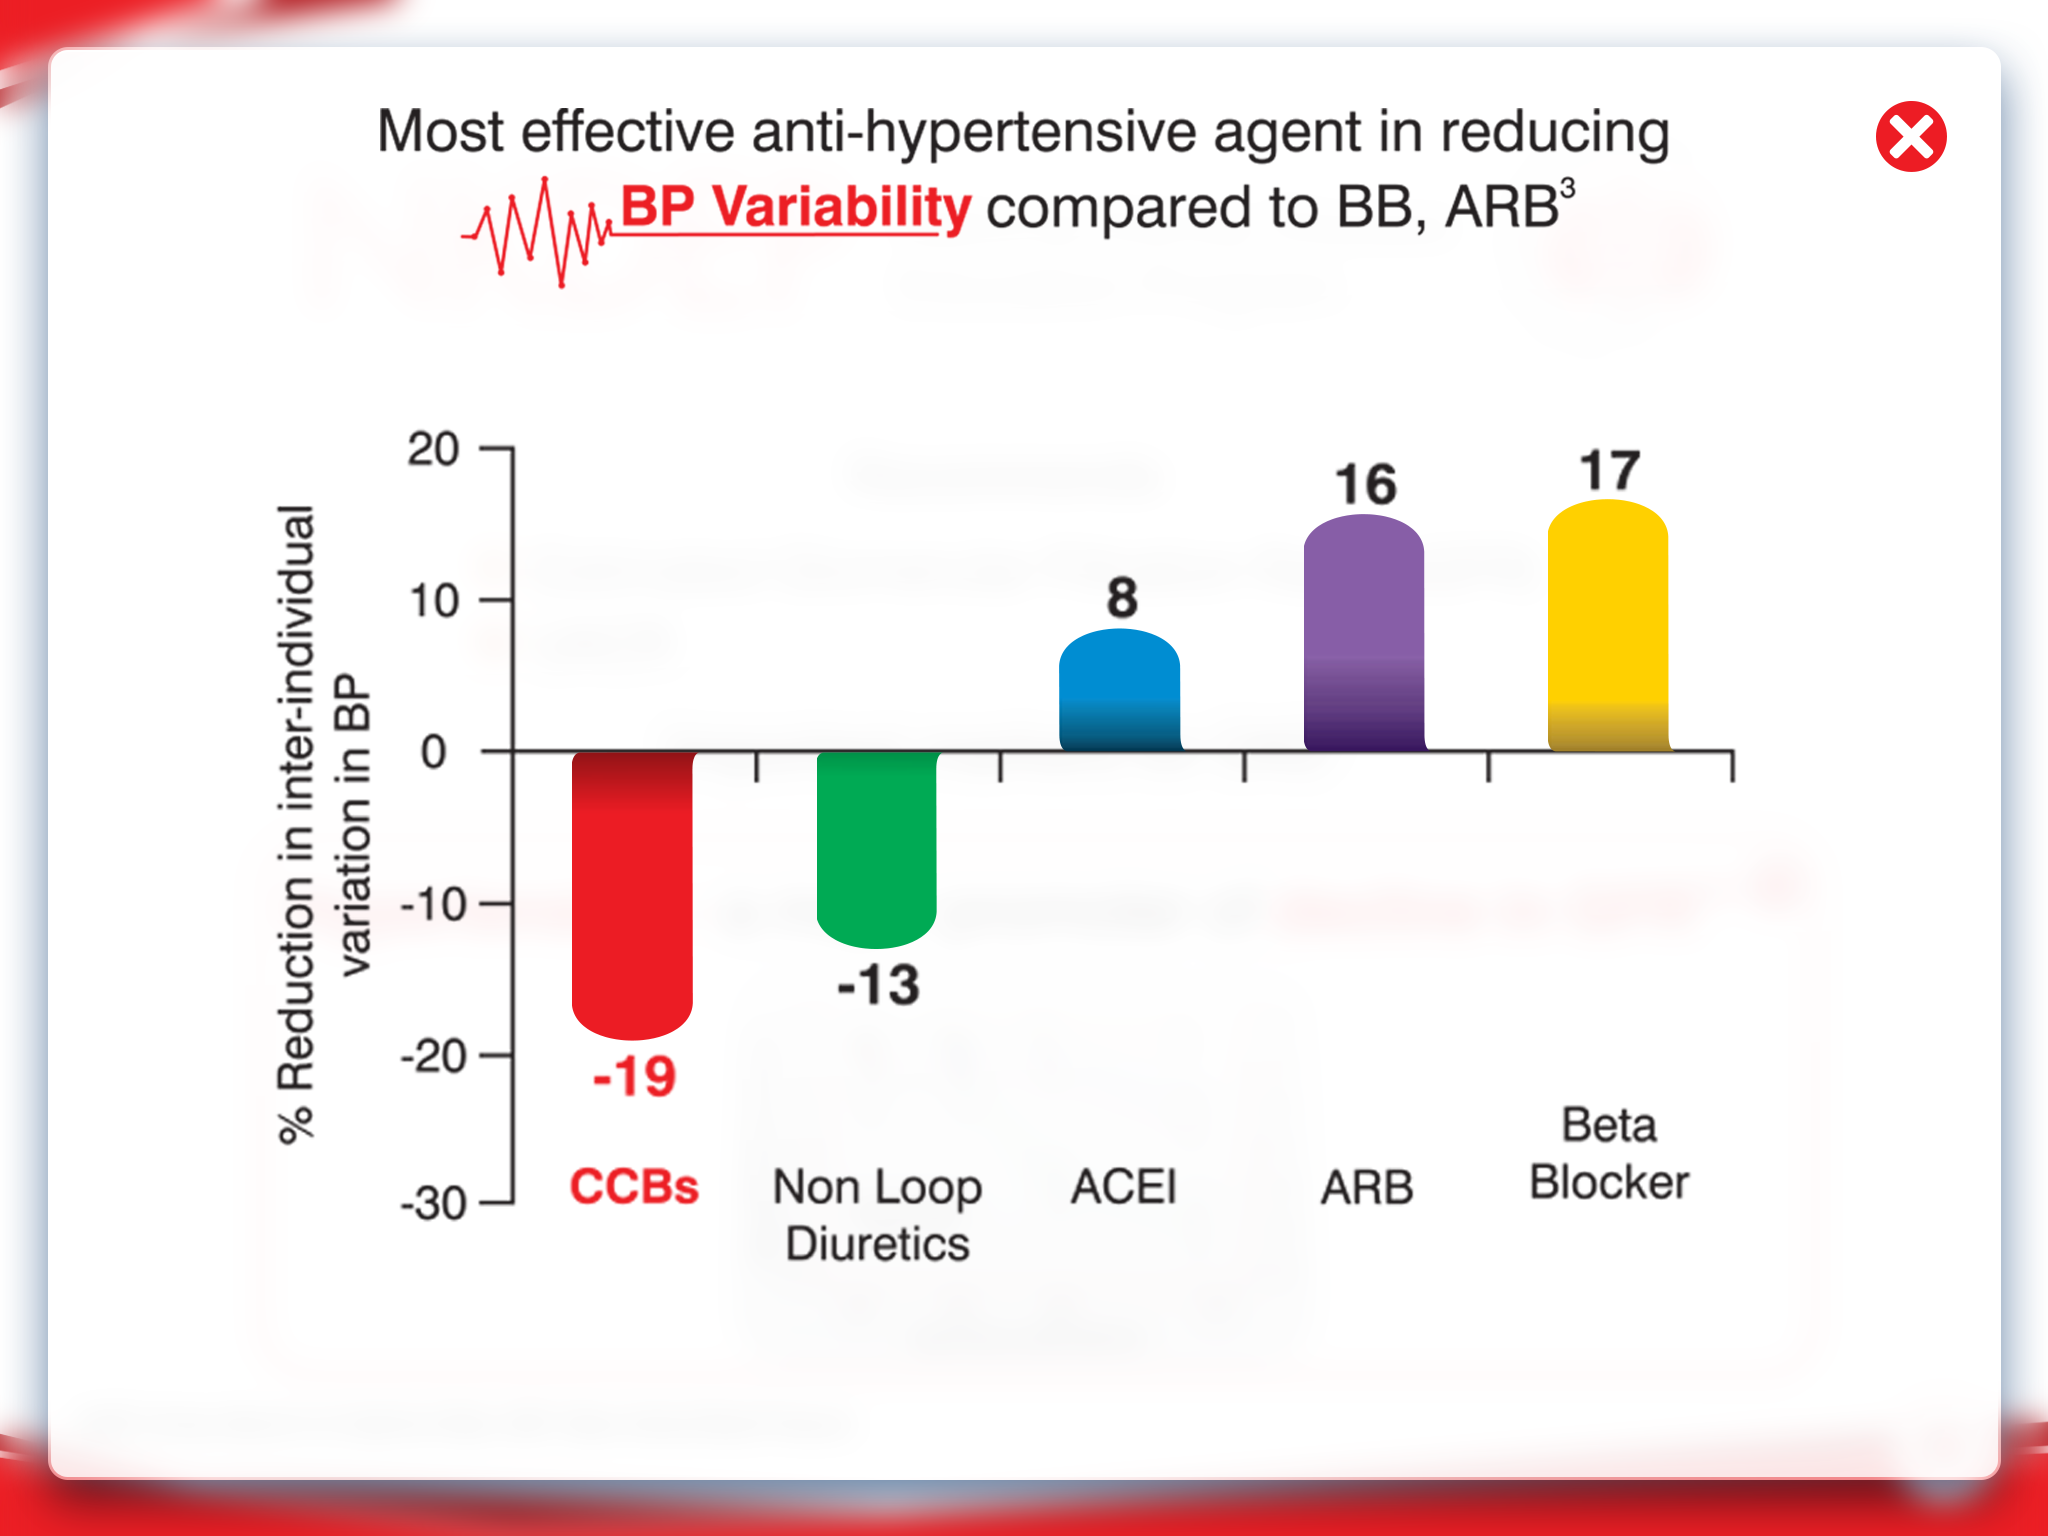 Most effective anti-hypertensive agent in reducing
BP Variability compared to BB, ARB³
% Reduction in inter-individual
variation in BP
20
10
0
-10
-20
-30
-19
-13
8
16
17
CCBs
Non Loop
Diuretics
ACEI
ARB
Beta
Blocker